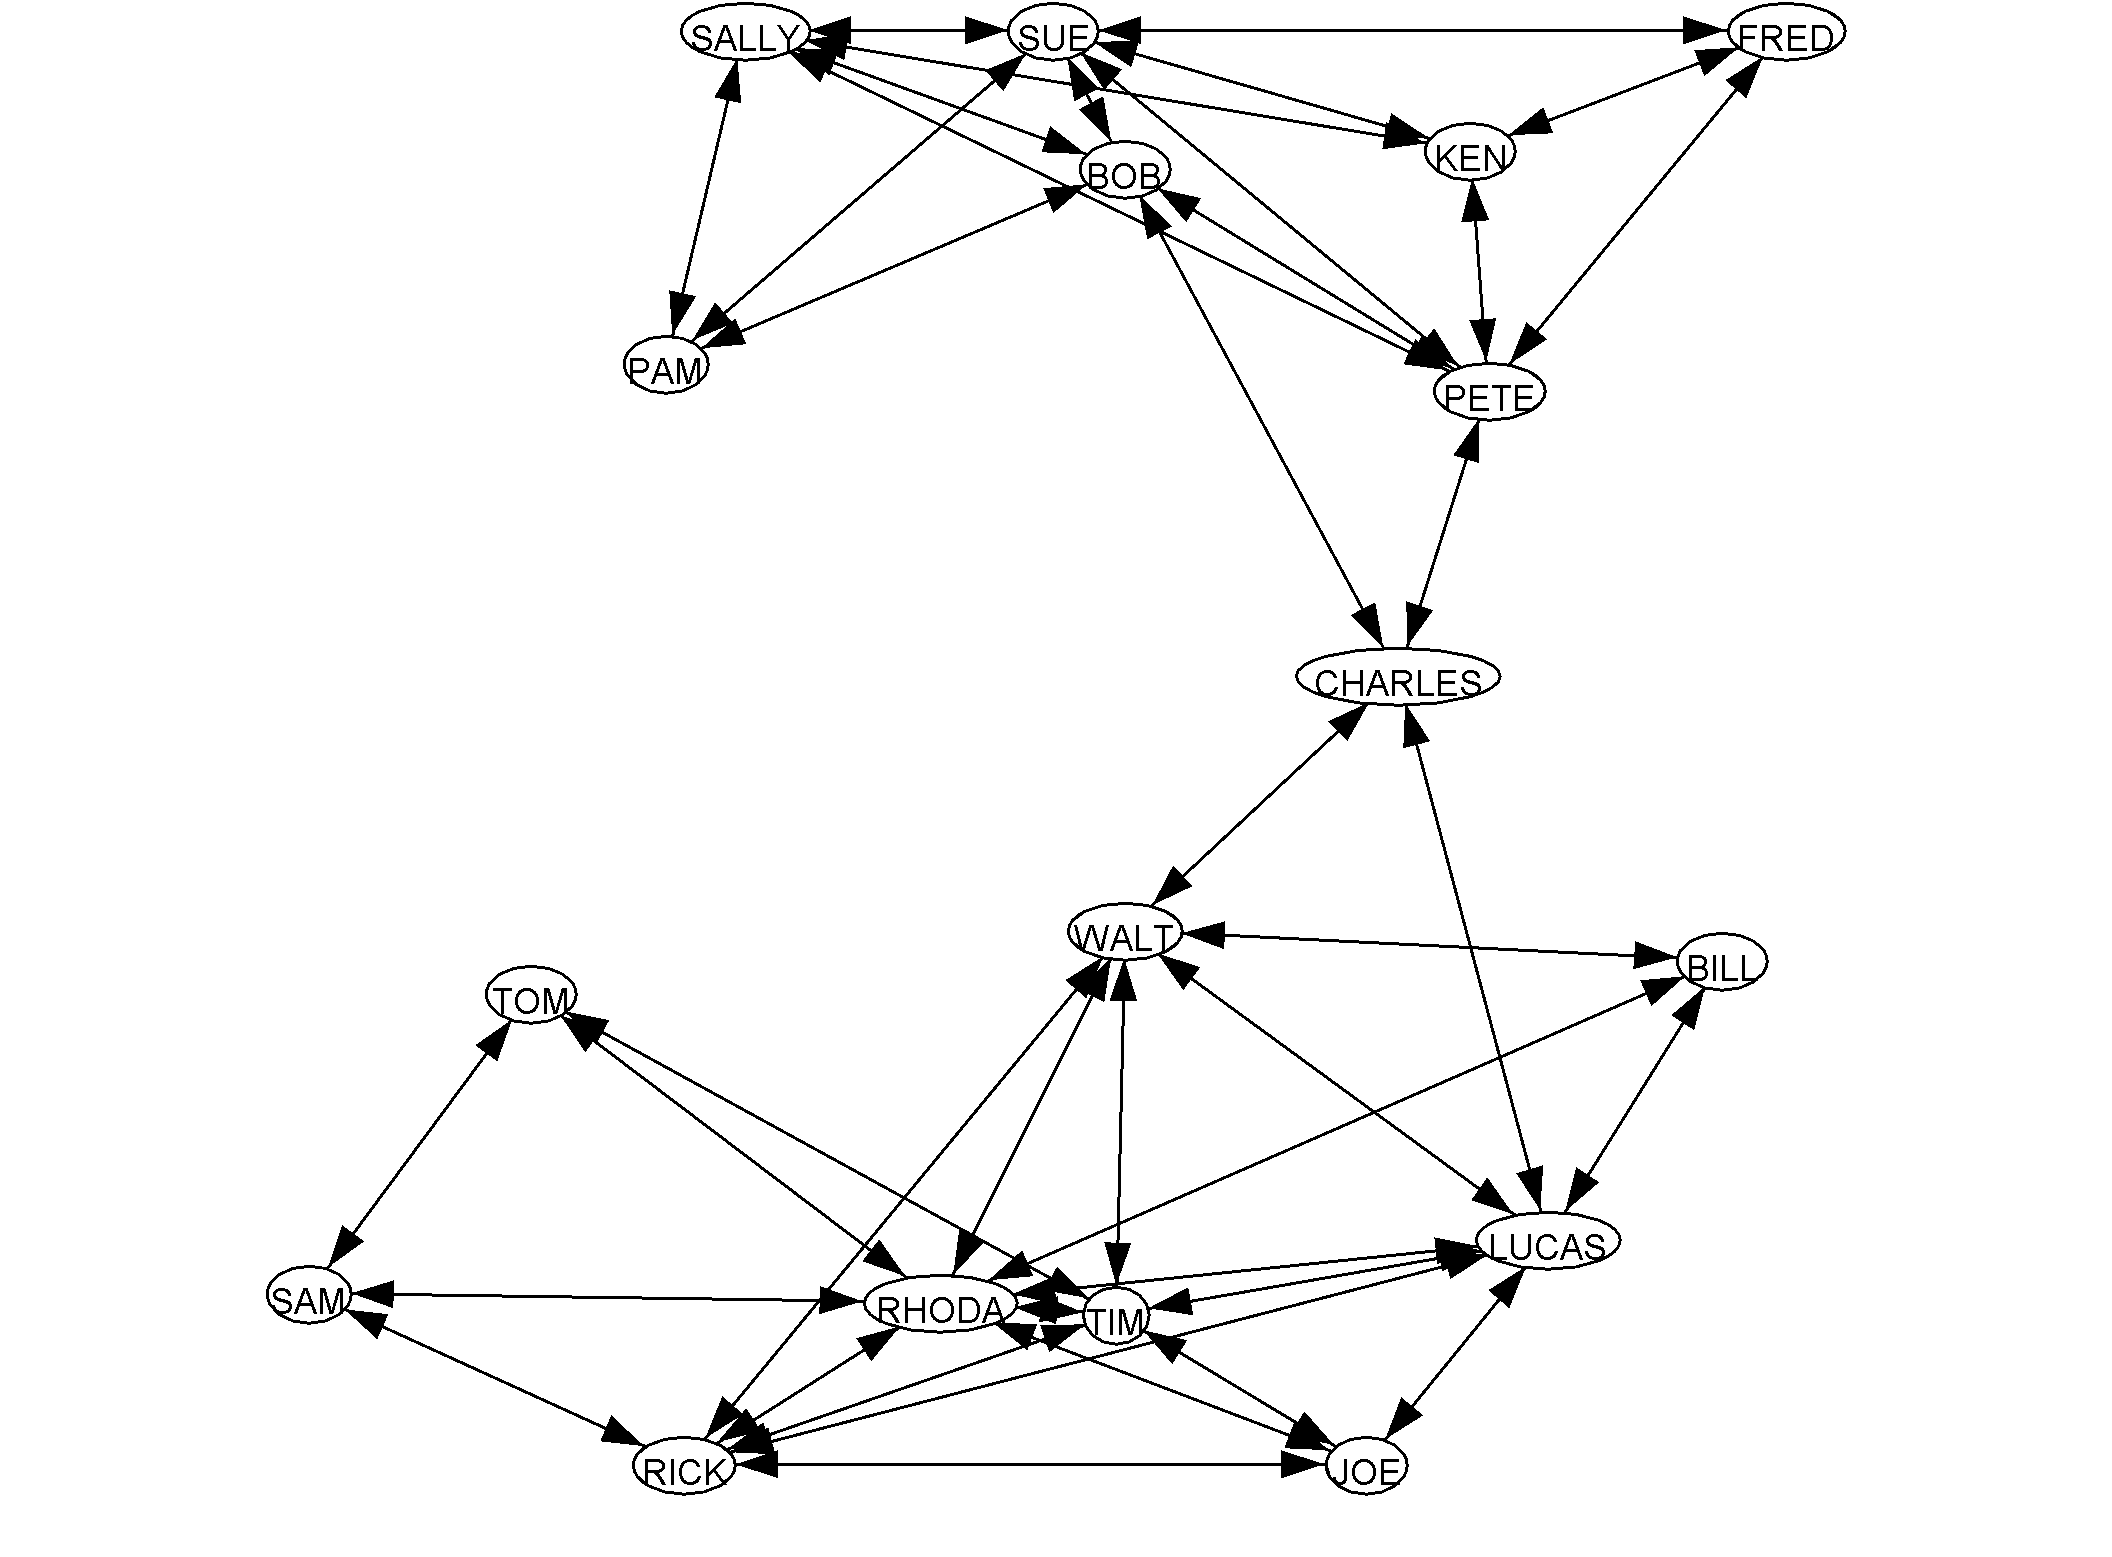 SALLY
SUE
FRED
KEN
BOB
PAM
PETE
CHARLES
WALT
BILL
TOM
LUCAS
SAM
RHODA
TIM
RICK
JOE